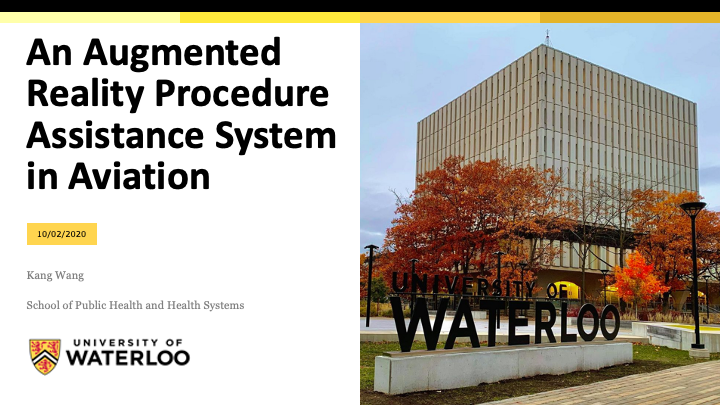 An Augmented
Reality Procedure
Assistance System
in Aviation
10/02/2020
Kang Wang
School of Public Health and Health Systems
UNIVERSITY OF
WATERLOO
UNIVERSITY OF
WATERLOO